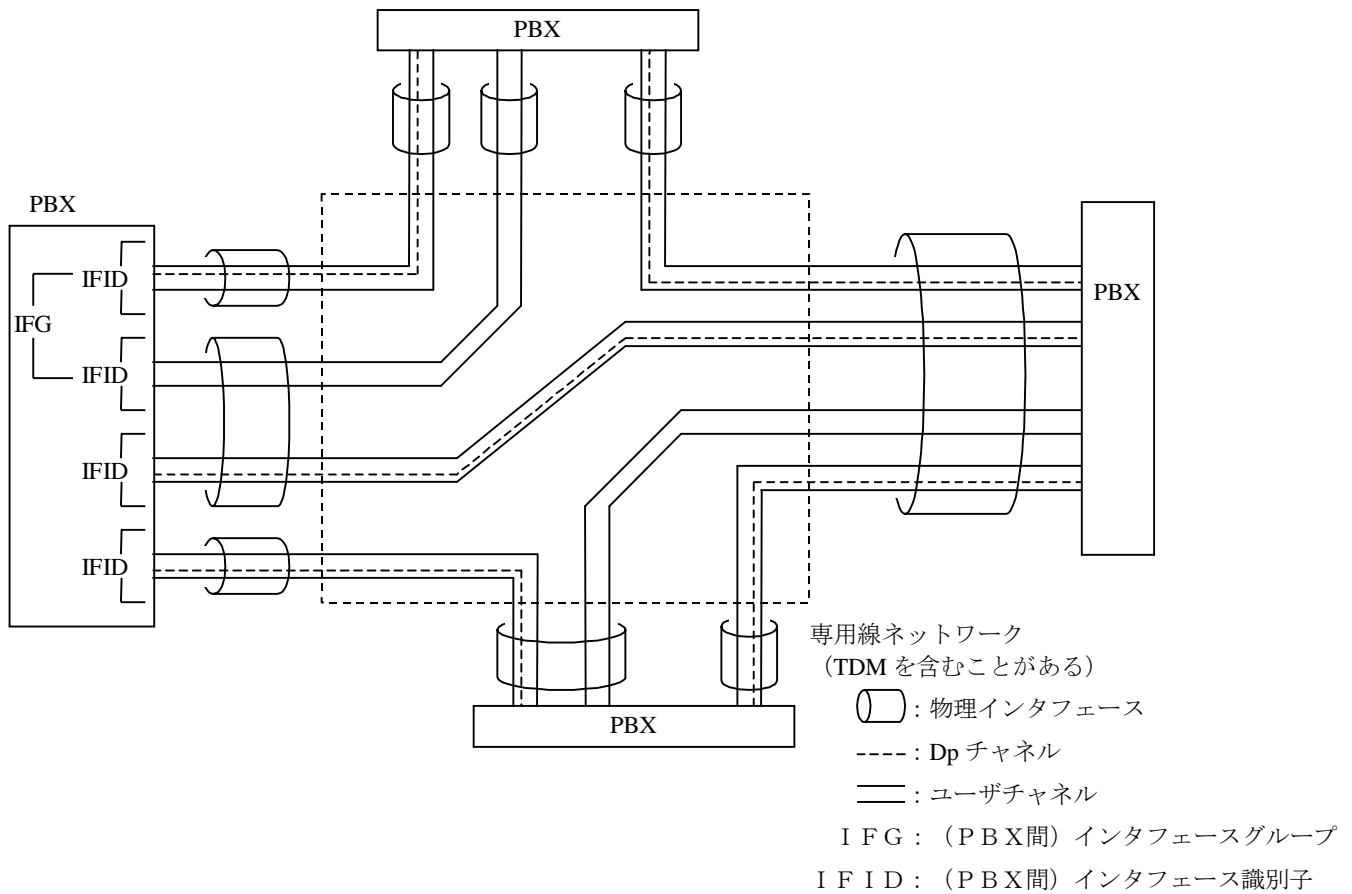 PBX
PBX
IFID
IFG
IFID
IFID
IFID
PBX
PBX
専用線ネットワーク
（TDM を含むことがある）
：物理インタフェース
：Dp チャネル
：ユーザチャネル
ＩＦＧ：（ＰＢＸ間）インタフェースグループ
ＩＦＩＤ：（ＰＢＸ間）インタフェース識別子